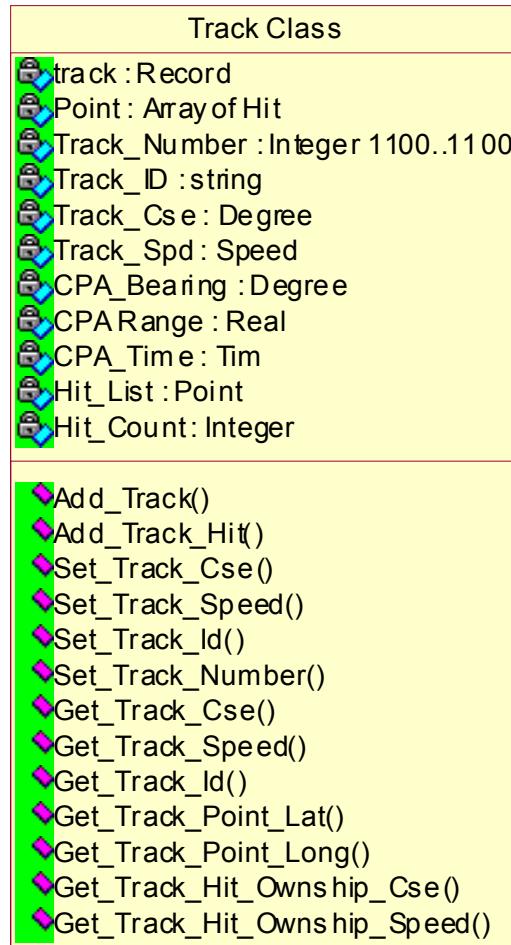 Track Class
track : Record
Point : Array of Hit
Track_Number : Integer 1100..1100
Track_ID : string
Track_Cse : Degree
Track_Spd : Speed
CPA_Bearing : Degree
CPA Range : Real
CPA_Time : Tim
Hit_List : Point
Hit_Count : Integer
Add_Track()
Add_Track_Hit()
Set_Track_Cse()
Set_Track_Speed()
Set_Track_Id()
Set_Track_Number()
Get_Track_Cse()
Get_Track_Speed()
Get_Track_Id()
Get_Track_Point_Lat()
Get_Track_Point_Long()
Get_Track_Hit_Ownship_Cse()
Get_Track_Hit_Ownship_Speed()